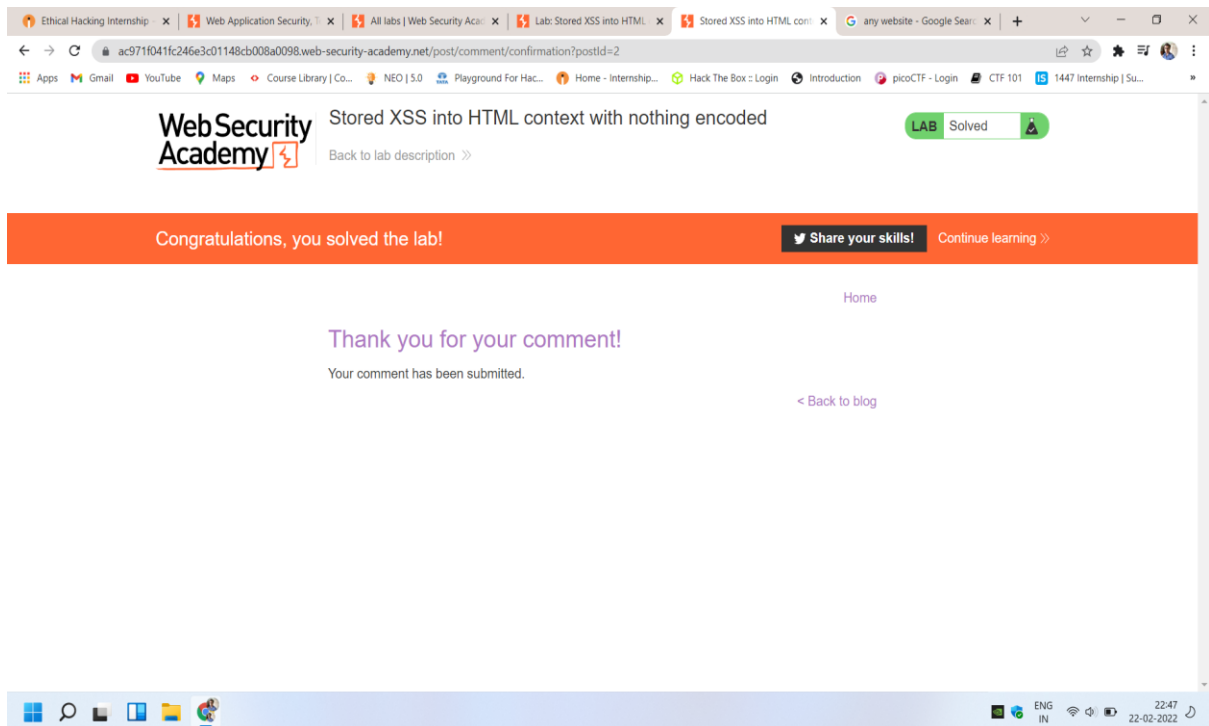 Ethical Hacking Internship -
Web Application Security, T
All labs | Web Security Acad
Lab: Stored XSS into HTML
Stored XSS into HTML cont
any website - Google Searc
ac971f041fc246e3c01148cb008a0098.web-security-academy.net/post/comment/confirmation?postId=2
Apps Gmail YouTube Maps Course Library | Co... NEO | 5.0 Playground For Hac... Home - Internship... Hack The Box :: Login Introduction picoCTF - Login CTF 101 IS 1447 Internship | Su... »
Web Security
Academy
Stored XSS into HTML context with nothing encoded
Back to lab description »
LAB Solved
Congratulations, you solved the lab!
Share your skills! Continue learning »
Home
Thank you for your comment!
Your comment has been submitted.
< Back to blog
ENG
IN
22:47
22-02-2022